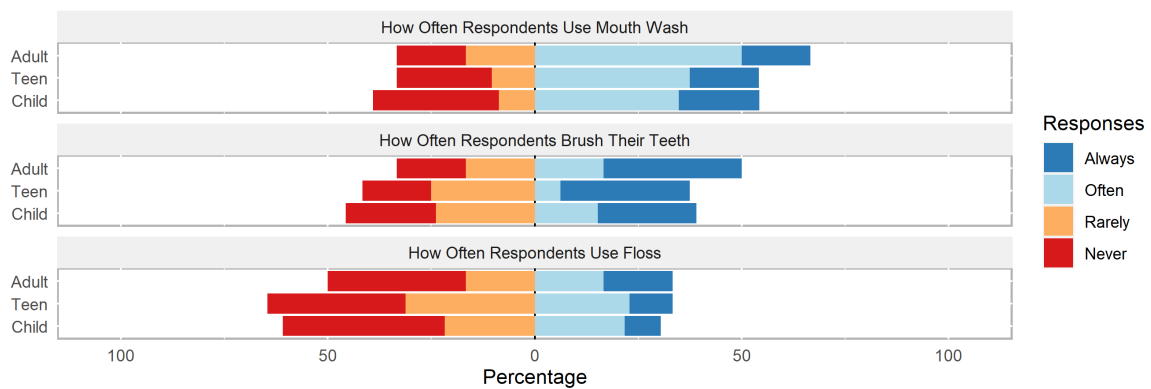 How Often Respondents Use Mouth Wash
Adult
Teen
Child
How Often Respondents Brush Their Teeth
Adult
Teen
Child
How Often Respondents Use Floss
Adult
Teen
Child
100 50 0 50 100
Percentage
Responses
Always
Often
Rarely
Never